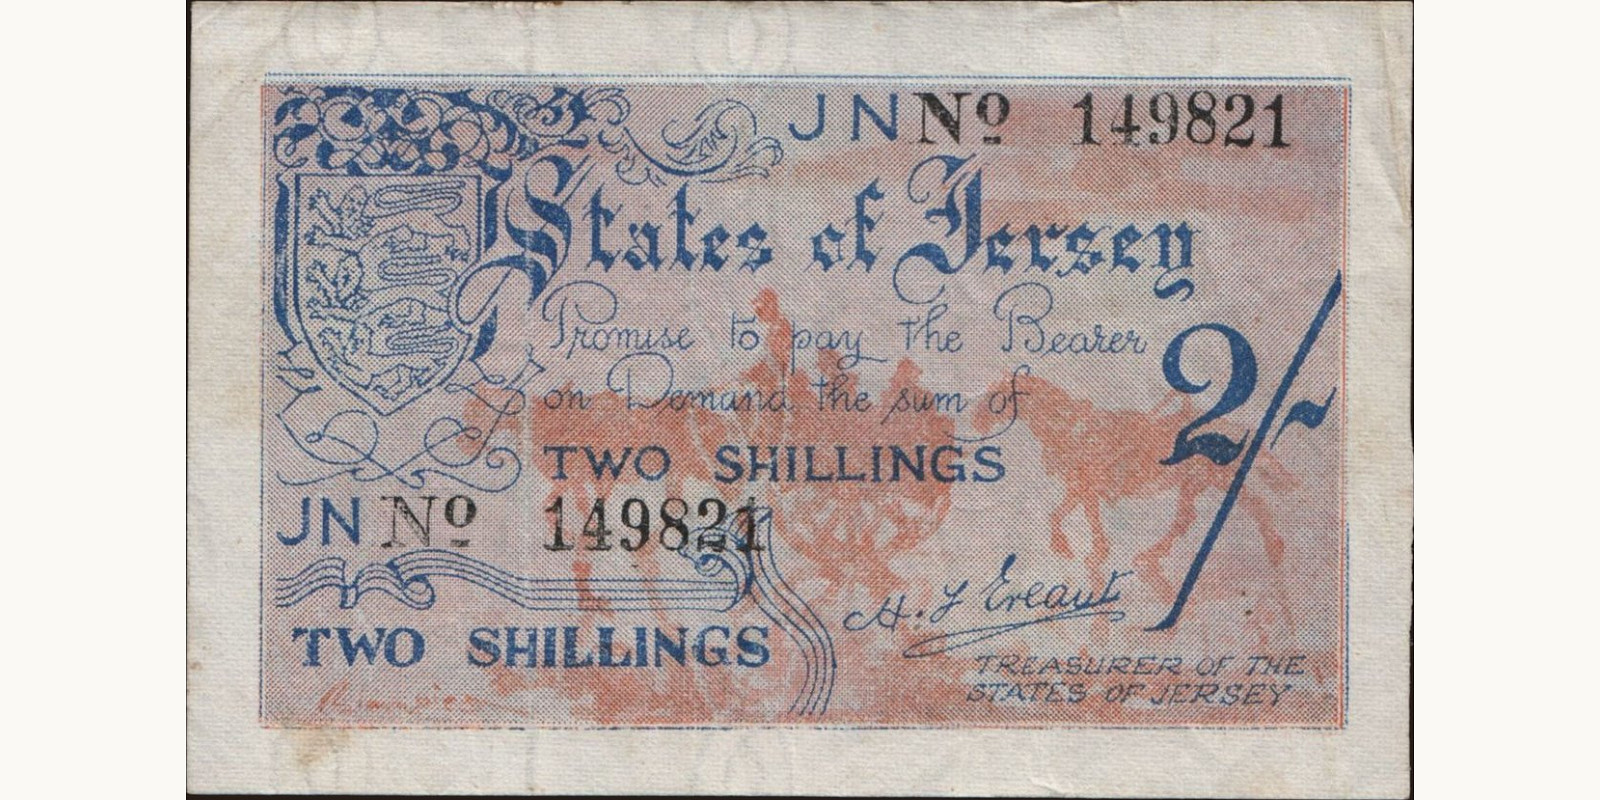 JN Nº 149821
States of Jersey
Promise to pay the Bearer
on Demand the sum of
2/-
TWO SHILLINGS
JN Nº 149821
H. F Ereaut
TWO SHILLINGS
TREASURER OF THE
STATES OF JERSEY